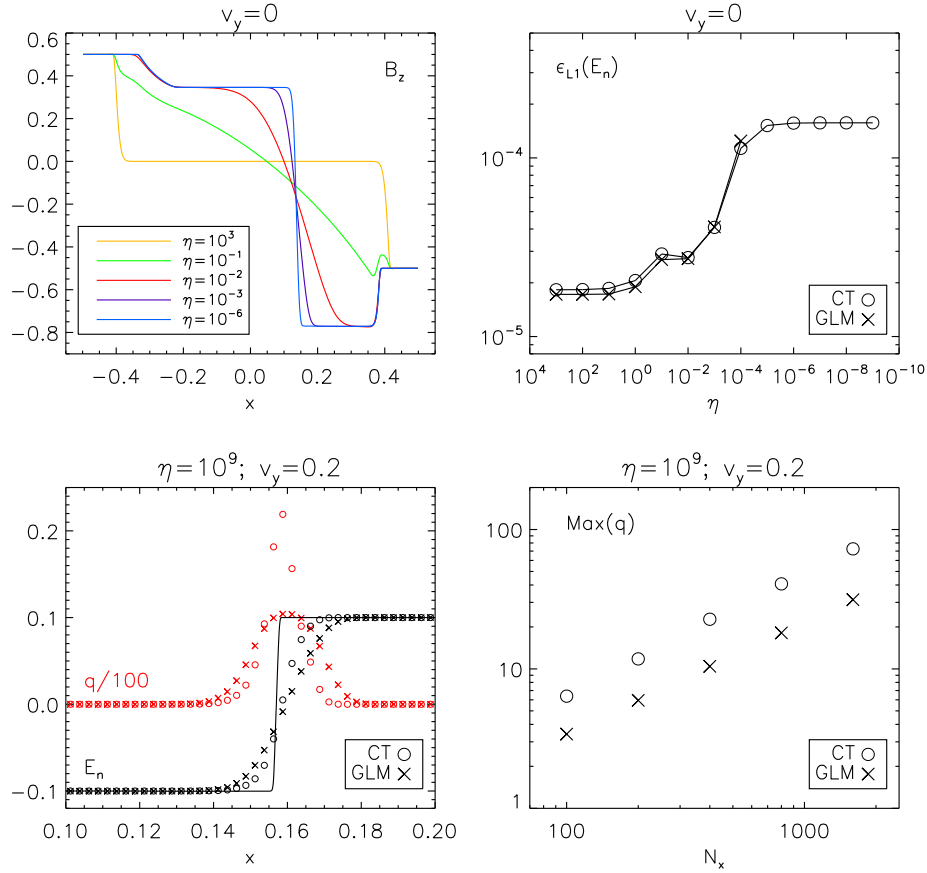 v_y=0
B_z
0.6
0.4
0.2
0.0
−0.2
−0.4
−0.6
−0.8
η=10^3
η=10^−1
η=10^−2
η=10^−3
η=10^−6
−0.4 −0.2 0.0 0.2 0.4
x
v_y=0
ϵ_L1(E_n)
10^−4
10^−5
CT
GLM
10^4 10^2 10^0 10^−2 10^−4 10^−6 10^−8 10^−10
η
η=10^9; v_y=0.2
0.2
0.1
0.0
−0.1
q/100
E_n
CT
GLM
0.10 0.12 0.14 0.16 0.18 0.20
x
η=10^9; v_y=0.2
Max(q)
100
10
1
CT
GLM
100 1000
N_x